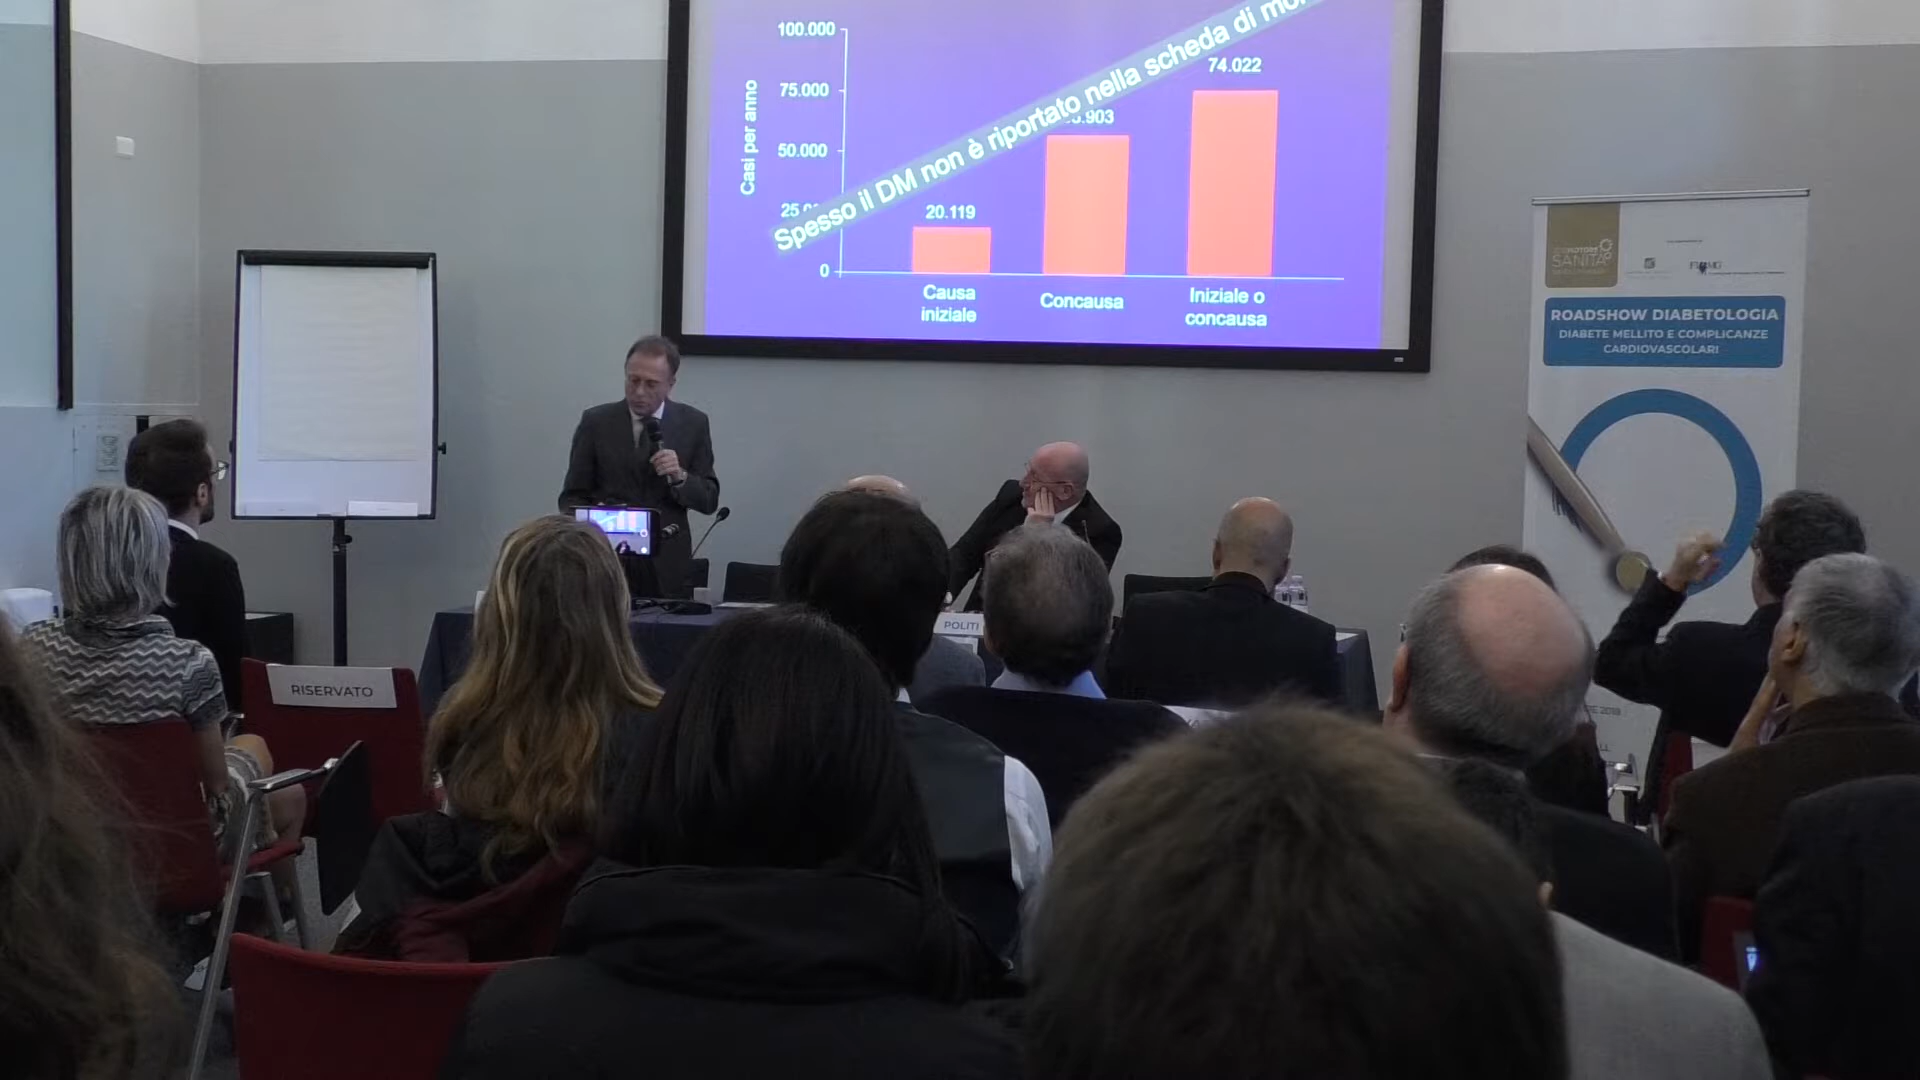 100.000
75.000
50.000
0
Casi per anno
Spesso il DM non è riportato nella scheda di
20.119
74.022
Causa
iniziale
Concausa
Iniziale o
concausa
SANITÀ
ROADSHOW DIABETOLOGIA
DIABETE MELLITO E COMPLICANZE
CARDIOVASCOLARI
POLITI
RISERVATO